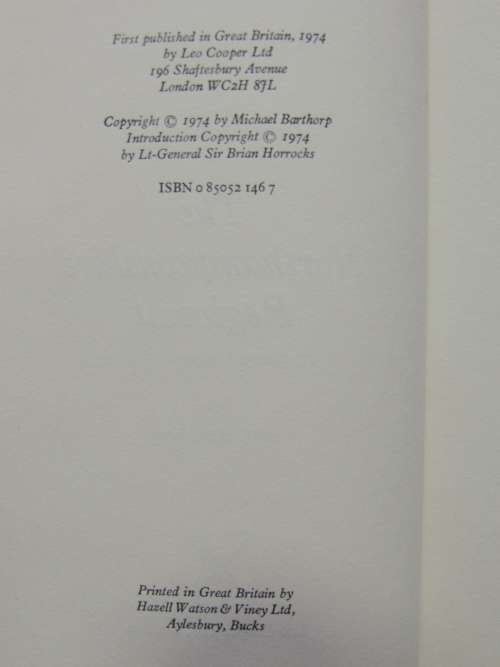 First published in Great Britain, 1974
by Leo Cooper Ltd
196 Shaftesbury Avenue
London WC2H 8JL
Copyright © 1974 by Michael Barthorp
Introduction Copyright © 1974
by Lt-General Sir Brian Horrocks
ISBN 0 85052 146 7
Printed in Great Britain by
Hazell Watson & Viney Ltd,
Aylesbury, Bucks